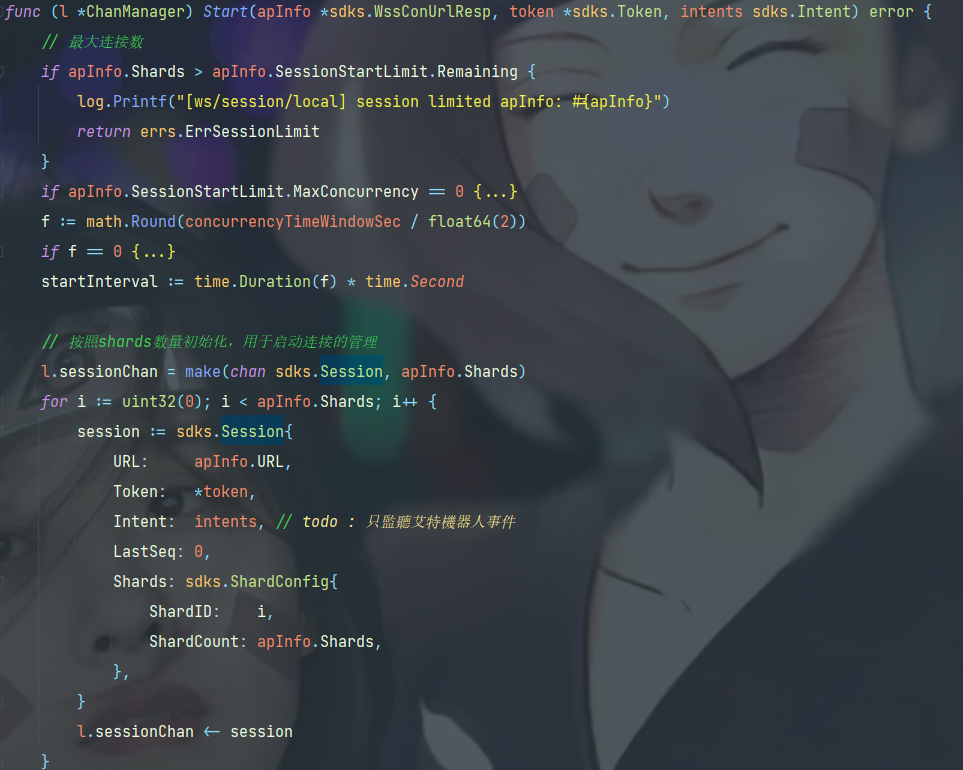 func (l *ChanManager) Start(apInfo *sdks.WssConUrlResp, token *sdks.Token, intents sdks.Intent) error {
    // 最大连接数
    if apInfo.Shards > apInfo.SessionStartLimit.Remaining {
        log.Printf("[ws/session/local] session limited apInfo: #{apInfo}")
        return errs.ErrSessionLimit
    }
    if apInfo.SessionStartLimit.MaxConcurrency == 0 {...}
    f := math.Round(concurrencyTimeWindowSec / float64(2))
    if f == 0 {...}
    startInterval := time.Duration(f) * time.Second
    // 按照shards数量初始化，用于启动连接的管理
    l.sessionChan = make(chan sdks.Session, apInfo.Shards)
    for i := uint32(0); i < apInfo.Shards; i++ {
        session := sdks.Session{
            URL:     apInfo.URL,
            Token:   *token,
            Intent:  intents, // todo : 只監聽艾特機器人事件
            LastSeq: 0,
            Shards: sdks.ShardConfig{
                ShardID:    i,
                ShardCount: apInfo.Shards,
            },
        }
        l.sessionChan <- session
    }